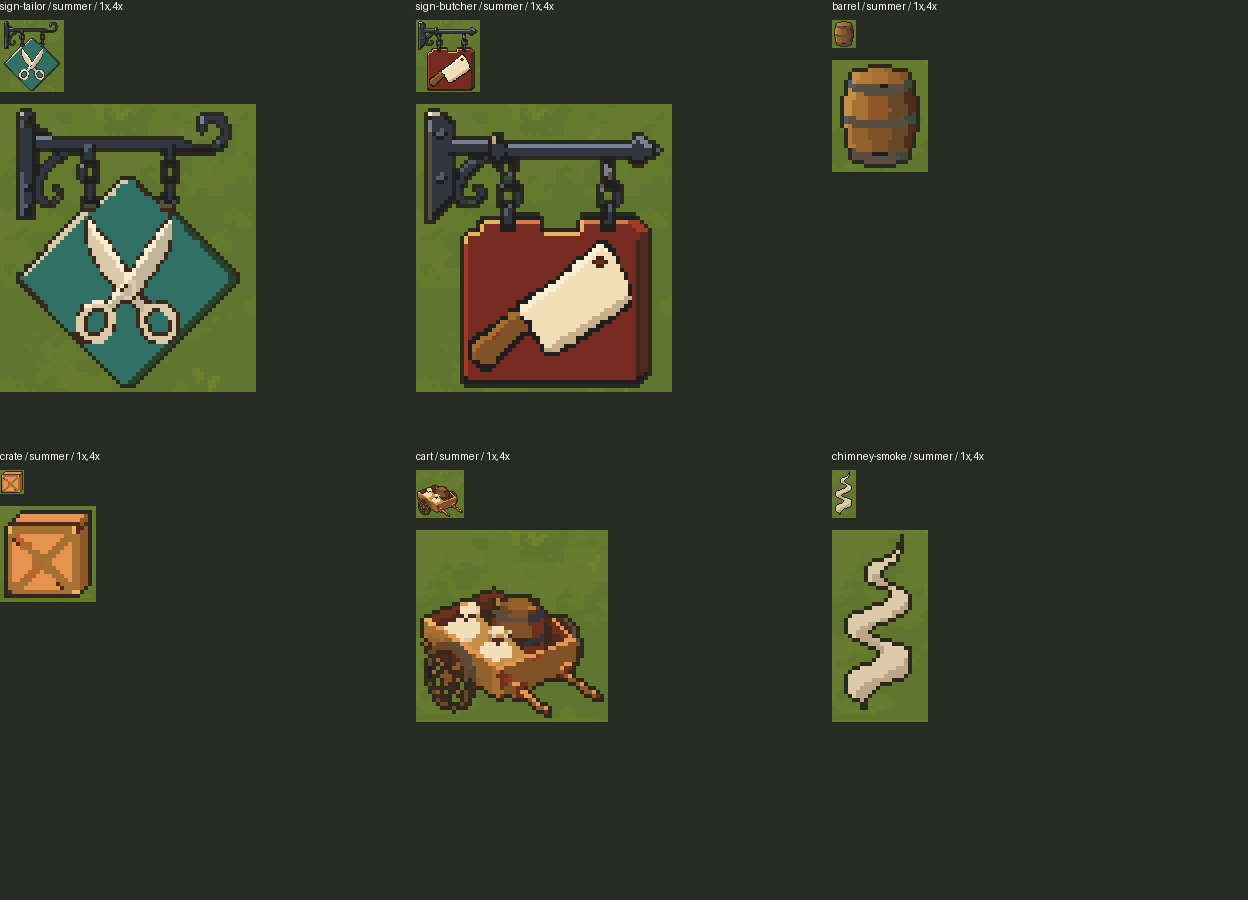 sign-tailor / summer / 1x,4x
sign-butcher / summer / 1x,4x
barrel / summer / 1x,4x
crate / summer / 1x,4x
cart / summer / 1x,4x
chimney-smoke / summer / 1x,4x